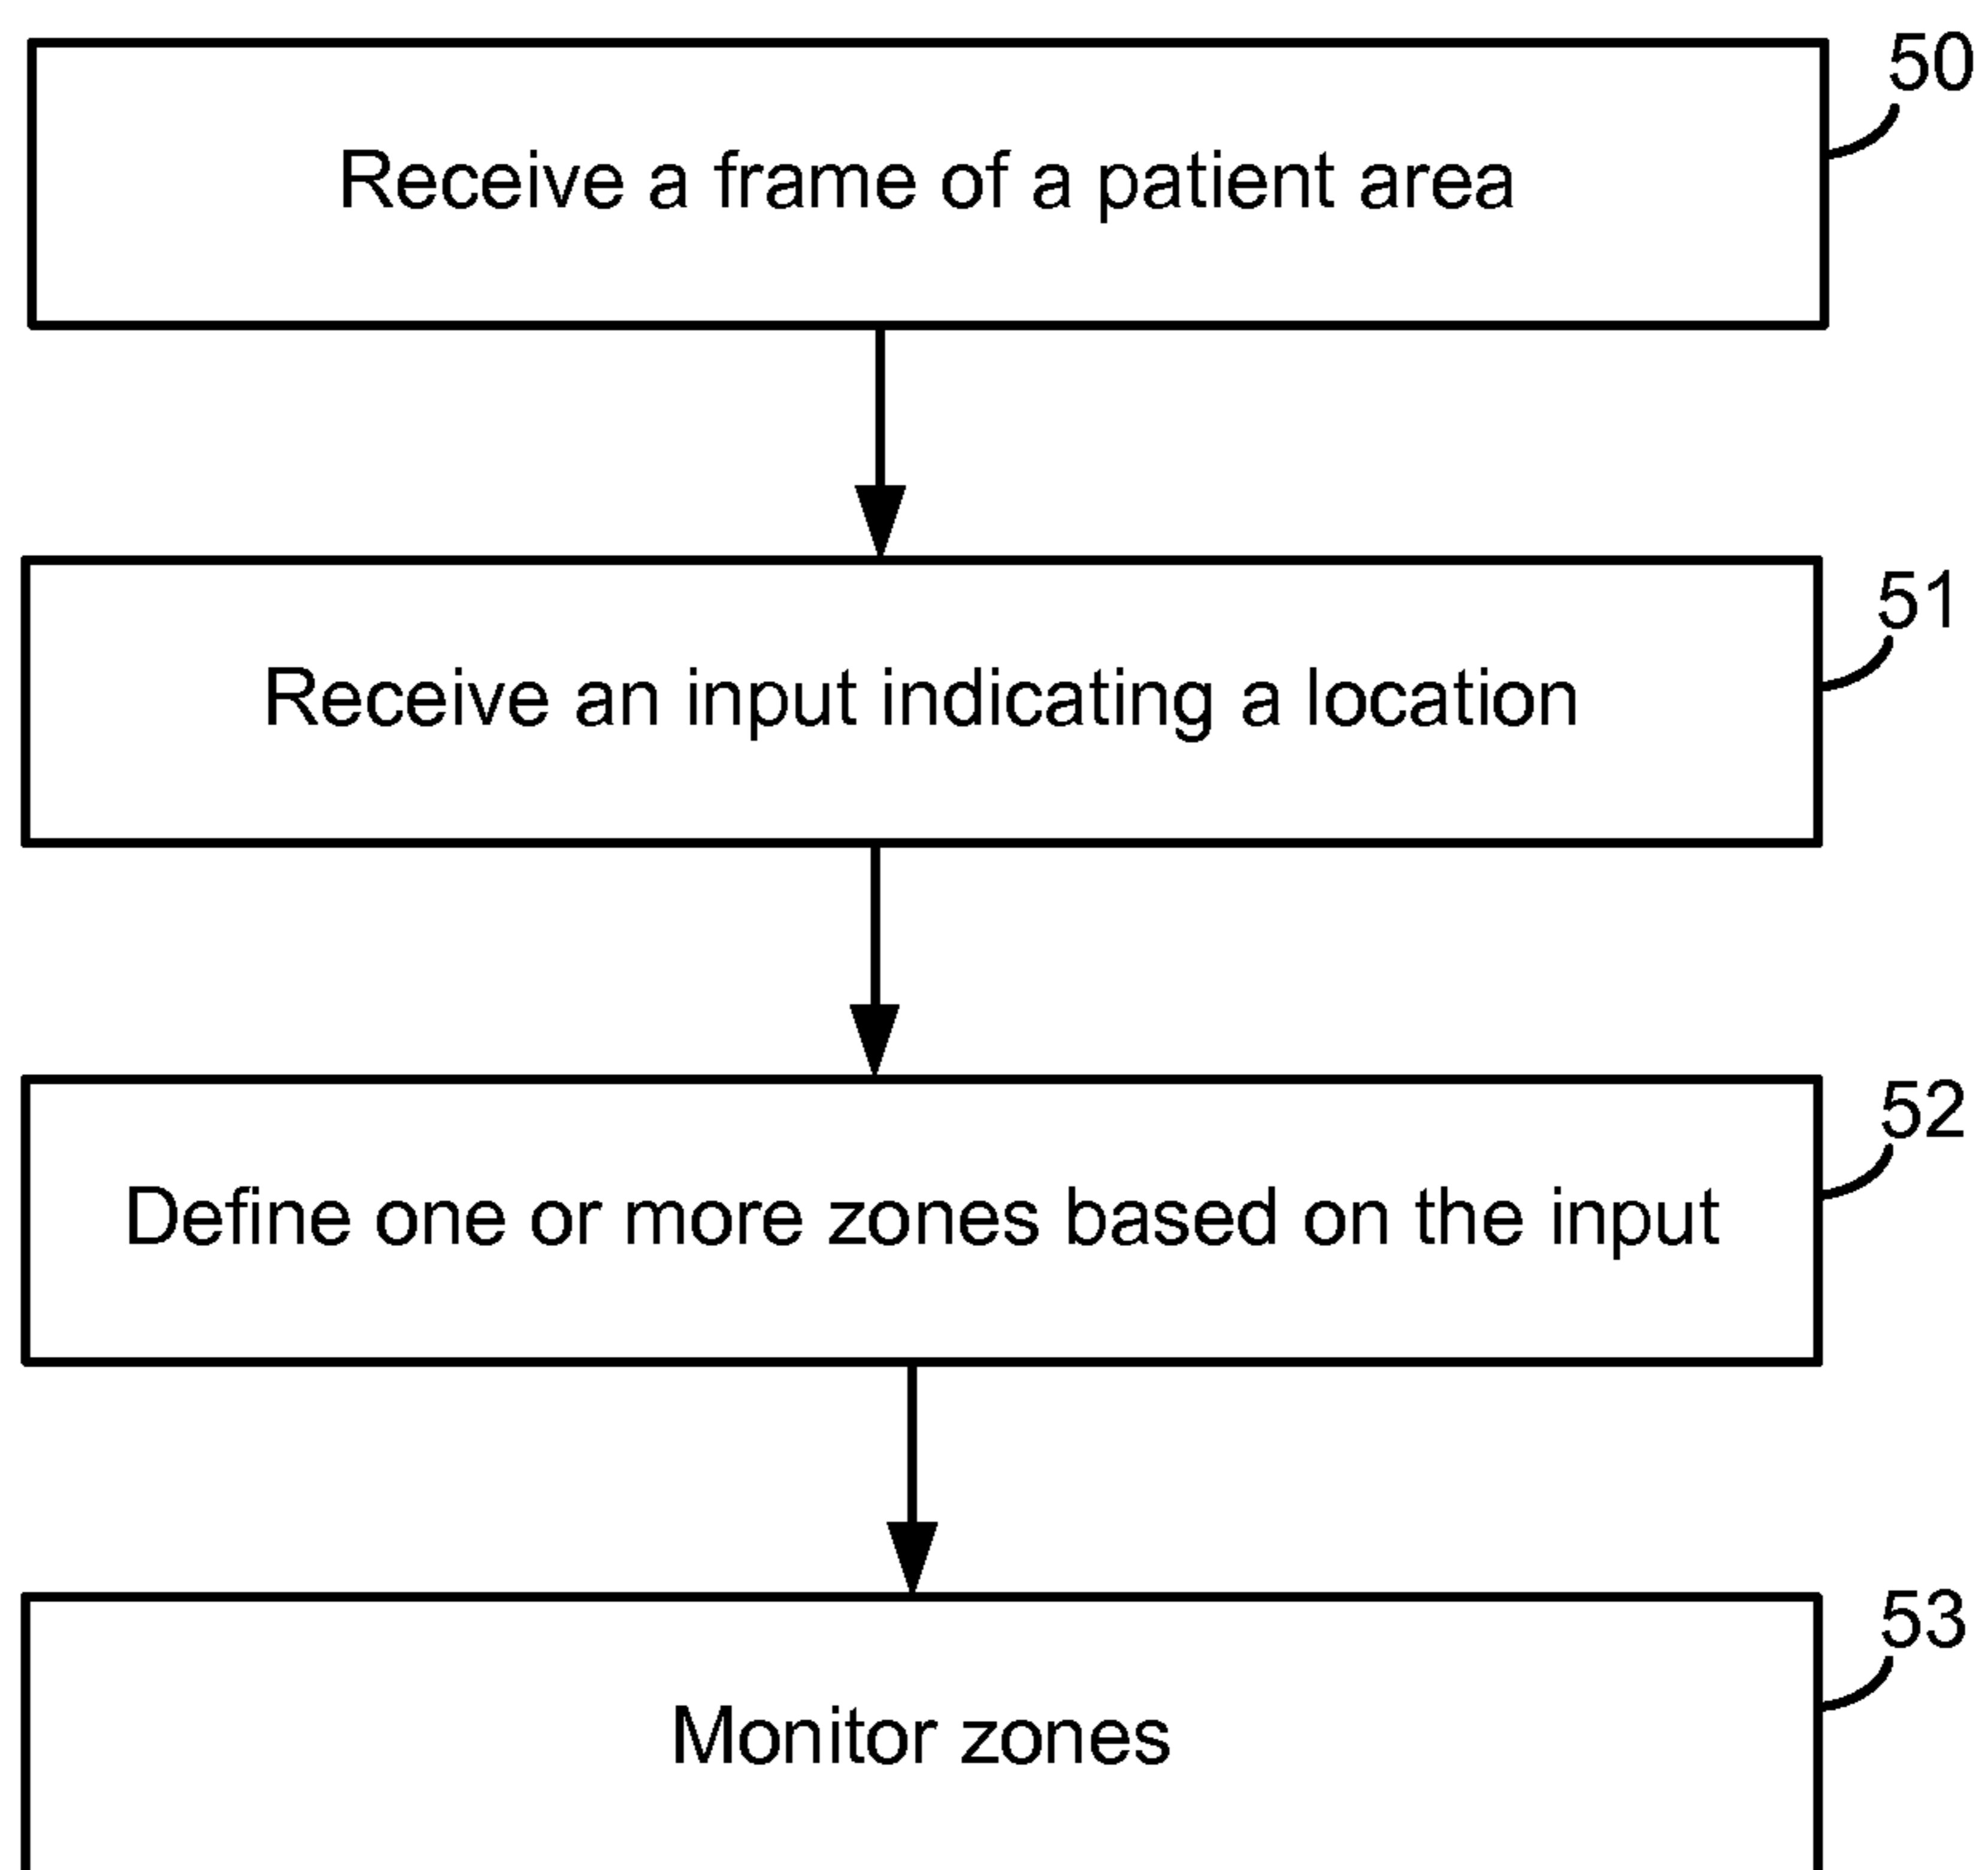 50
Receive a frame of a patient area
51
Receive an input indicating a location
52
Define one or more zones based on the input
53
Monitor zones